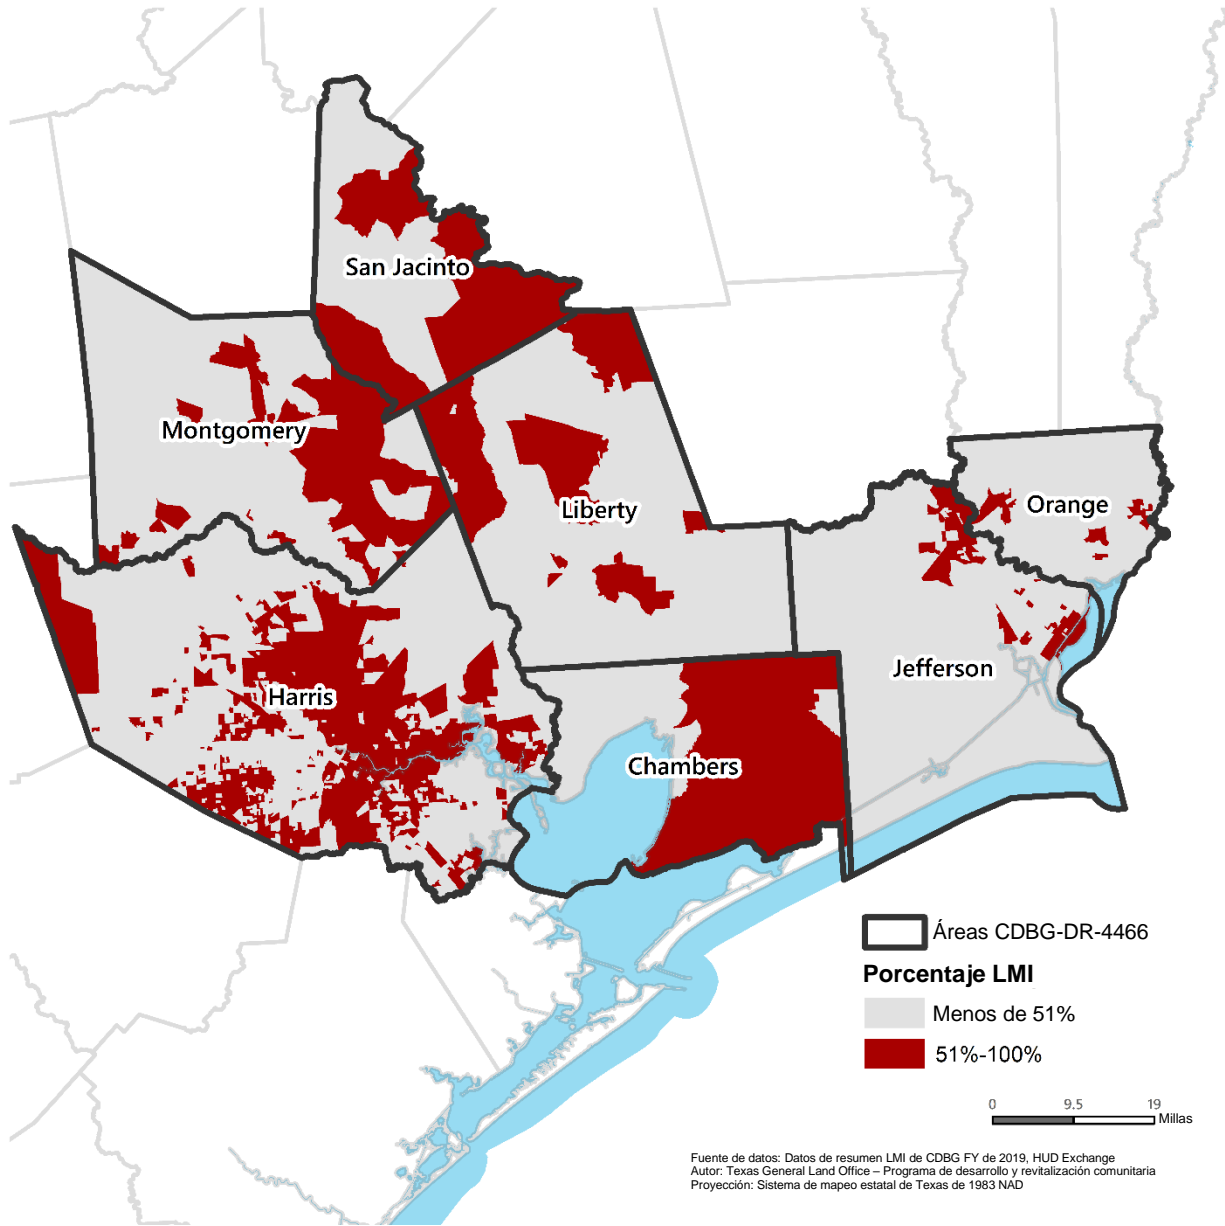 San Jacinto
Montgomery
Liberty
Orange
Jefferson
Harris
Chambers
Áreas CDBG-DR-4466
Porcentaje LMI
Menos de 51%
51%-100%
0 9.5 19
Millas
Fuente de datos: Datos de resumen LMI de CDBG FY de 2019, HUD Exchange
Autor: Texas General Land Office – Programa de desarrollo y revitalización comunitaria
Proyección: Sistema de mapeo estatal de Texas de 1983 NAD